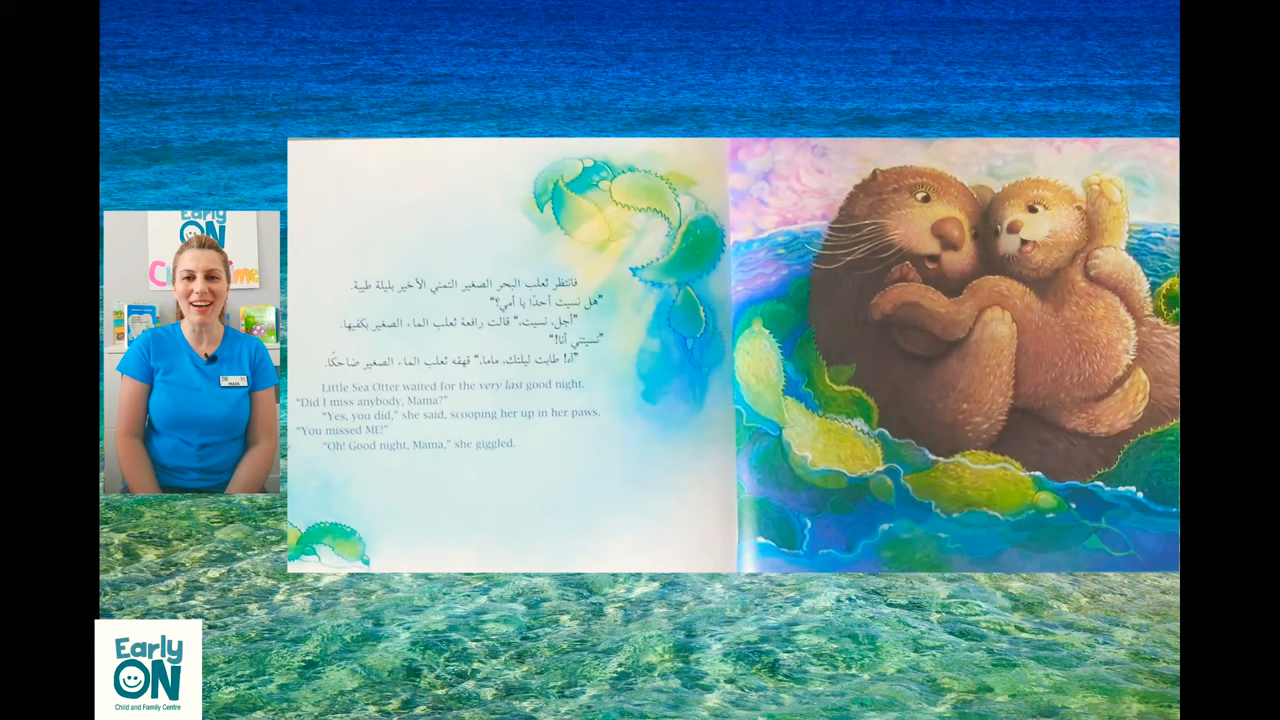 Early
ON
C me
MAEN
فانتظر ثعلب البحر الصغير التمني الأخير بليلة طيبة.
"هل نسيت أحدًا يا أمي؟"
"أجل، نسيت،" قالت رافعة ثعلب الماء الصغير بكفيها.
"نسيتني أنا!"
"آه! طابت ليلتك، ماما،" قهقه ثعلب الماء الصغير ضاحكًا.
Little Sea Otter waited for the very last good night.
“Did I miss anybody, Mama?”
“Yes, you did,” she said, scooping her up in her paws.
“You missed ME!”
“Oh! Good night, Mama,” she giggled.
Early
ON
Child and Family Centre